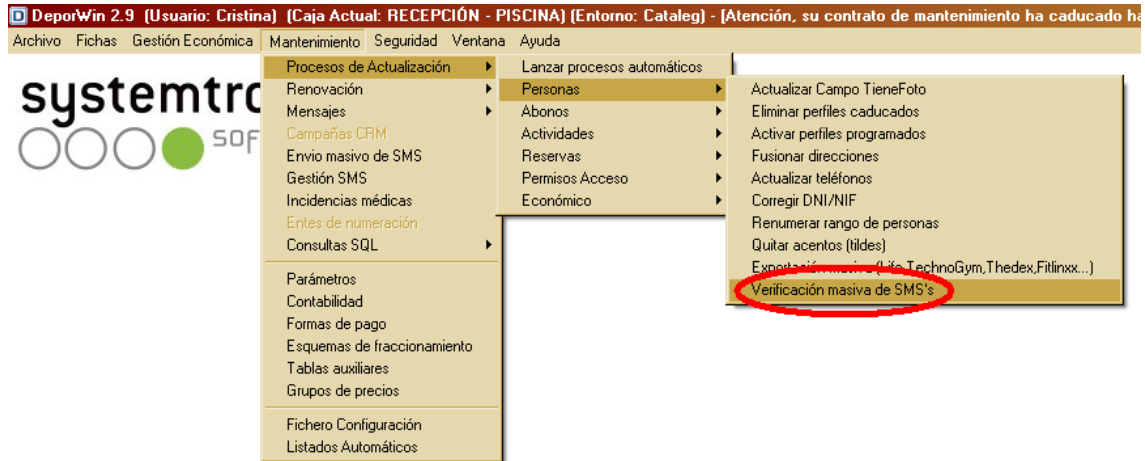 DeporWin 2.9 (Usuario: Cristina) (Caja Actual: RECEPCIÓN - PISCINA) (Entorno: Cataleg) - [Atención, su contrato de mantenimiento ha caducado
Archivo Fichas Gestión Económica Mantenimiento Seguridad Ventana Ayuda
systemtr
SOF
Procesos de Actualización
Renovación
Mensajes
Campañas CRM
Envio masivo de SMS
Gestión SMS
Incidencias médicas
Entes de numeración
Consultas SQL
Parámetros
Contabilidad
Formas de pago
Esquemas de fraccionamiento
Tablas auxiliares
Grupos de precios
Fichero Configuración
Listados Automáticos
Lanzar procesos automáticos
Personas
Abonos
Actividades
Reservas
Permisos Acceso
Económico
Actualizar Campo TieneFoto
Eliminar perfiles caducados
Activar perfiles programados
Fusionar direcciones
Actualizar teléfonos
Corregir DNI/NIF
Renumerar rango de personas
Quitar acentos (tildes)
Exportación masiva (Life,TechnoGym,Thedex,Fitlinxx...)
Verificación masiva de SMS's